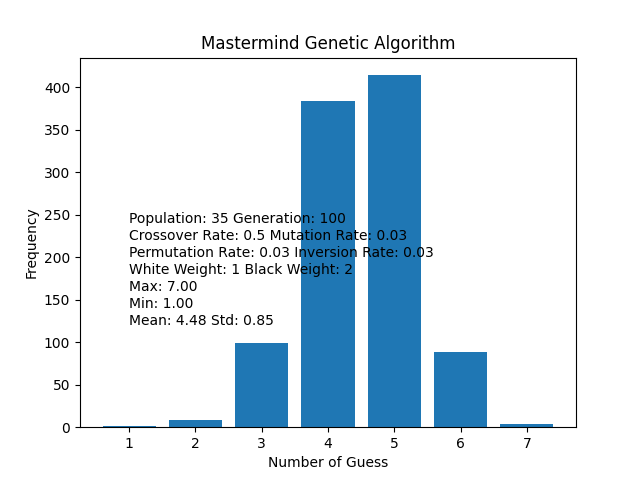 Mastermind Genetic Algorithm
400
350
300
250
200
150
100
50
0
Frequency
Population: 35 Generation: 100
Crossover Rate: 0.5 Mutation Rate: 0.03
Permutation Rate: 0.03 Inversion Rate: 0.03
White Weight: 1 Black Weight: 2
Max: 7.00
Min: 1.00
Mean: 4.48 Std: 0.85
1 2 3 4 5 6 7
Number of Guess